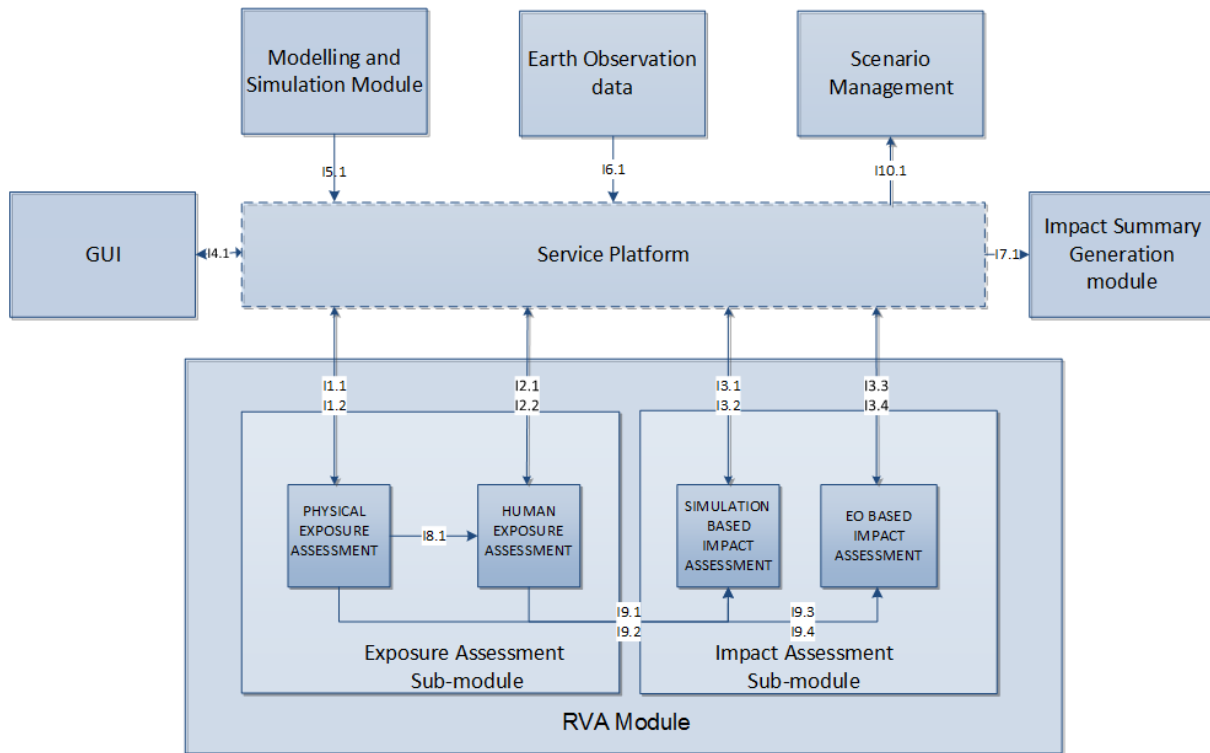 Modelling and
Simulation Module
Earth Observation
data
Scenario
Management
I5.1
I6.1
I10.1
GUI
I4.1
Service Platform
I7.1
Impact Summary
Generation
module
I1.1
I1.2
I2.1
I2.2
I3.1
I3.2
I3.3
I3.4
PHYSICAL
EXPOSURE
ASSESSMENT
I8.1
HUMAN
EXPOSURE
ASSESSMENT
SIMULATION
BASED
IMPACT
ASSESSMENT
EO BASED
IMPACT
ASSESSMENT
I9.1
I9.2
I9.3
I9.4
Exposure Assessment
Sub-module
Impact Assessment
Sub-module
RVA Module